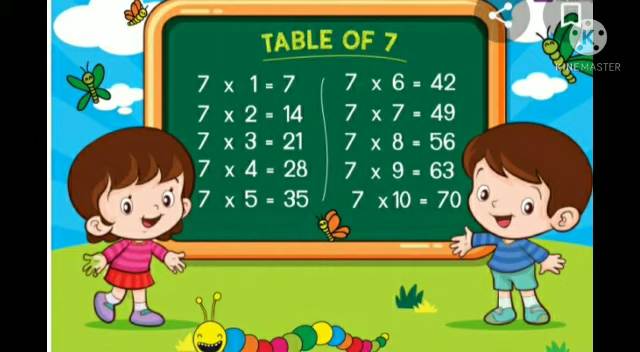 TABLE OF 7
7 x 1 = 7
7 x 2 = 14
7 x 3 = 21
7 x 4 = 28
7 x 5 = 35
7 x 6 = 42
7 x 7 = 49
7 x 8 = 56
7 x 9 = 63
7 x 10 = 70
KINEMASTER